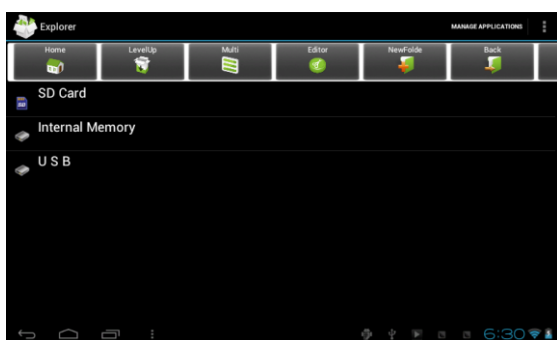 Explorer MANAGE APPLICATIONS
Home LevelUp Multi Editor NewFolde Back
SD Card
Internal Memory
U S B
6:30